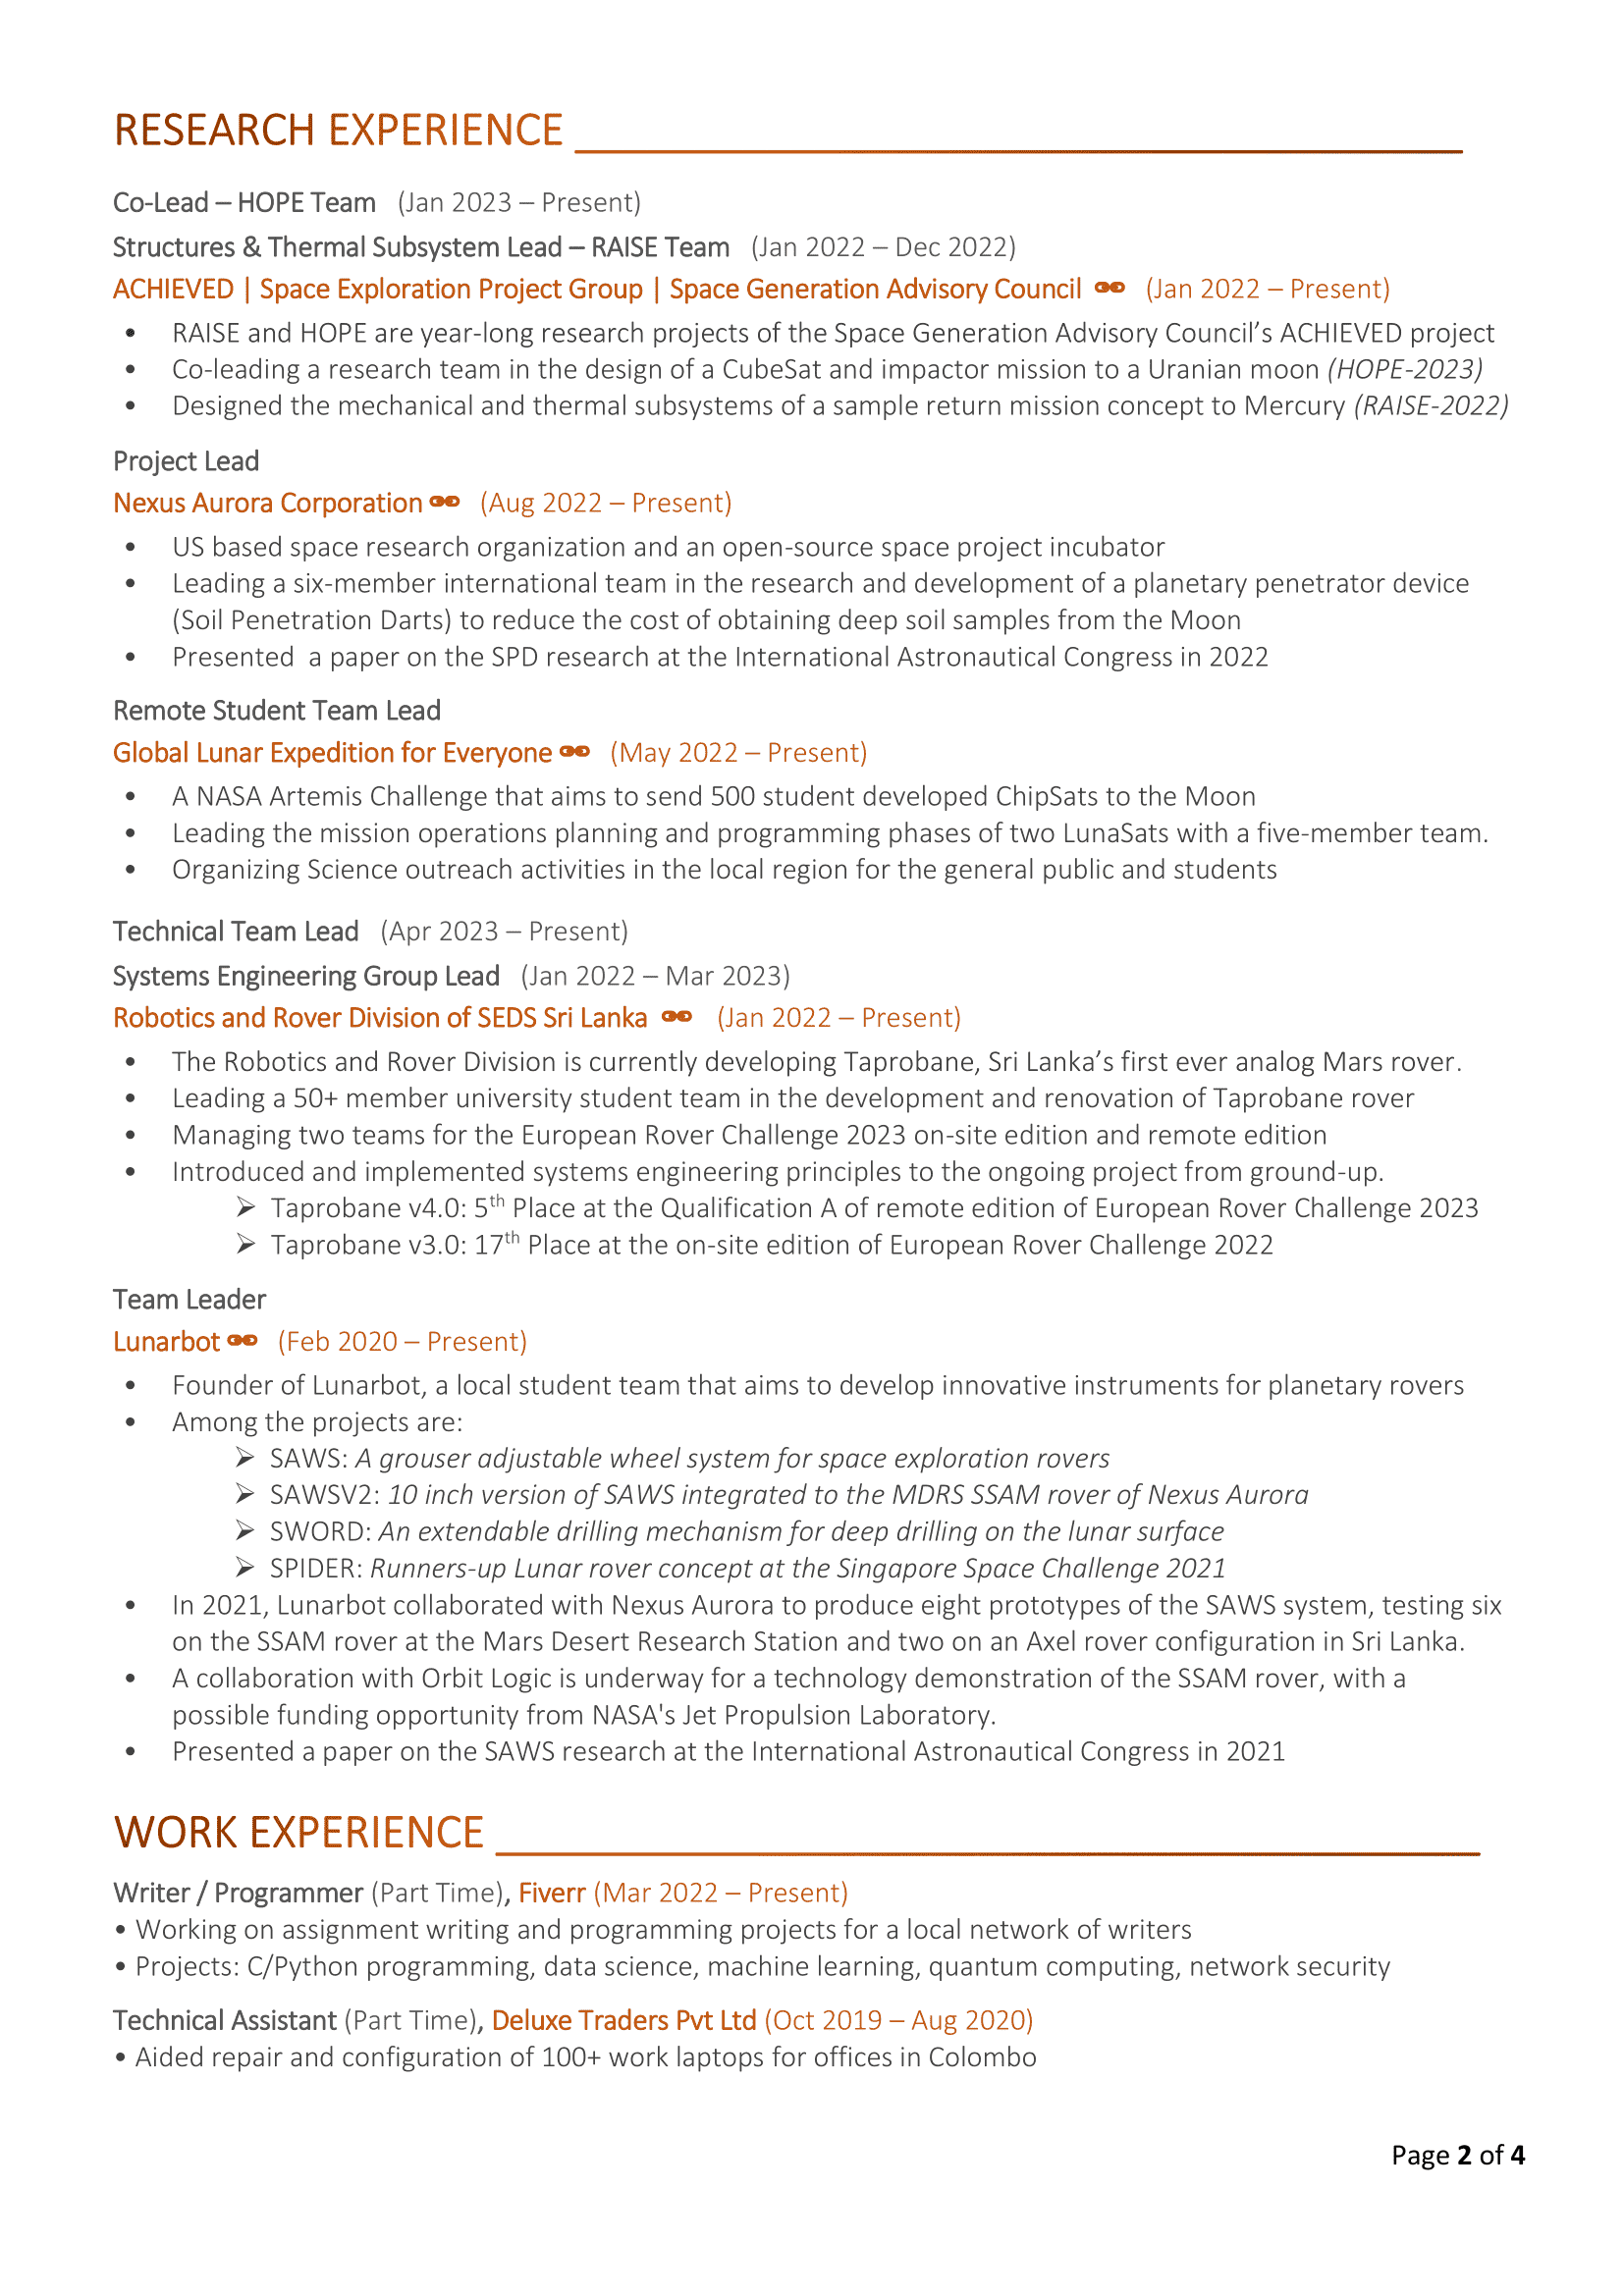 RESEARCH EXPERIENCE
Co-Lead – HOPE Team (Jan 2023 – Present)
Structures & Thermal Subsystem Lead – RAISE Team (Jan 2022 – Dec 2022)
ACHIEVED | Space Exploration Project Group | Space Generation Advisory Council (Jan 2022 – Present)
• RAISE and HOPE are year-long research projects of the Space Generation Advisory Council’s ACHIEVED project
• Co-leading a research team in the design of a CubeSat and impactor mission to a Uranian moon (HOPE-2023)
• Designed the mechanical and thermal subsystems of a sample return mission concept to Mercury (RAISE-2022)
Project Lead
Nexus Aurora Corporation (Aug 2022 – Present)
• US based space research organization and an open-source space project incubator
• Leading a six-member international team in the research and development of a planetary penetrator device
(Soil Penetration Darts) to reduce the cost of obtaining deep soil samples from the Moon
• Presented a paper on the SPD research at the International Astronautical Congress in 2022
Remote Student Team Lead
Global Lunar Expedition for Everyone (May 2022 – Present)
• A NASA Artemis Challenge that aims to send 500 student developed ChipSats to the Moon
• Leading the mission operations planning and programming phases of two LunaSats with a five-member team.
• Organizing Science outreach activities in the local region for the general public and students
Technical Team Lead (Apr 2023 – Present)
Systems Engineering Group Lead (Jan 2022 – Mar 2023)
Robotics and Rover Division of SEDS Sri Lanka (Jan 2022 – Present)
• The Robotics and Rover Division is currently developing Taprobane, Sri Lanka’s first ever analog Mars rover.
• Leading a 50+ member university student team in the development and renovation of Taprobane rover
• Managing two teams for the European Rover Challenge 2023 on-site edition and remote edition
• Introduced and implemented systems engineering principles to the ongoing project from ground-up.
➢ Taprobane v4.0: 5th Place at the Qualification A of remote edition of European Rover Challenge 2023
➢ Taprobane v3.0: 17th Place at the on-site edition of European Rover Challenge 2022
Team Leader
Lunarbot (Feb 2020 – Present)
• Founder of Lunarbot, a local student team that aims to develop innovative instruments for planetary rovers
• Among the projects are:
➢ SAWS: A grouser adjustable wheel system for space exploration rovers
➢ SAWSV2: 10 inch version of SAWS integrated to the MDRS SSAM rover of Nexus Aurora
➢ SWORD: An extendable drilling mechanism for deep drilling on the lunar surface
➢ SPIDER: Runners-up Lunar rover concept at the Singapore Space Challenge 2021
• In 2021, Lunarbot collaborated with Nexus Aurora to produce eight prototypes of the SAWS system, testing six
on the SSAM rover at the Mars Desert Research Station and two on an Axel rover configuration in Sri Lanka.
• A collaboration with Orbit Logic is underway for a technology demonstration of the SSAM rover, with a
possible funding opportunity from NASA's Jet Propulsion Laboratory.
• Presented a paper on the SAWS research at the International Astronautical Congress in 2021
WORK EXPERIENCE
Writer / Programmer (Part Time), Fiverr (Mar 2022 – Present)
• Working on assignment writing and programming projects for a local network of writers
• Projects: C/Python programming, data science, machine learning, quantum computing, network security
Technical Assistant (Part Time), Deluxe Traders Pvt Ltd (Oct 2019 – Aug 2020)
• Aided repair and configuration of 100+ work laptops for offices in Colombo
Page 2 of 4